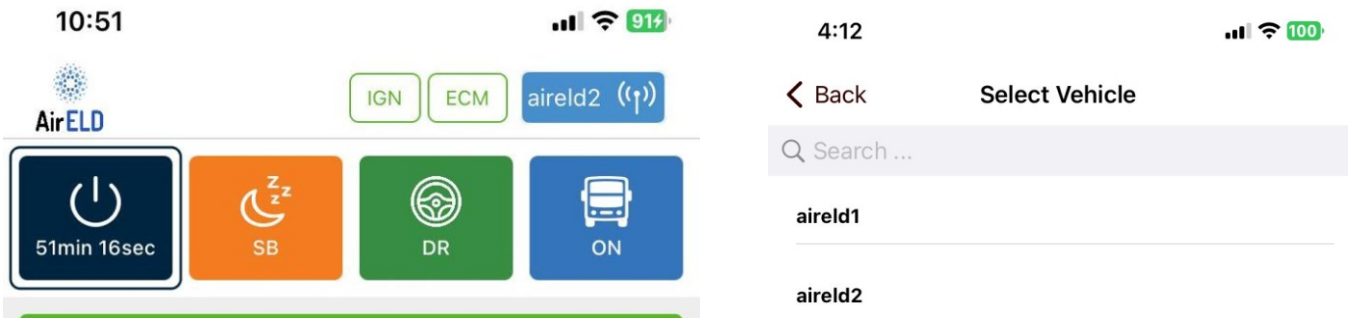 10:51
91
AirELD
IGN
ECM
aireld2
51min 16sec
zzz
SB
DR
ON
4:12
100
Back
Select Vehicle
Search ...
aireld1
aireld2